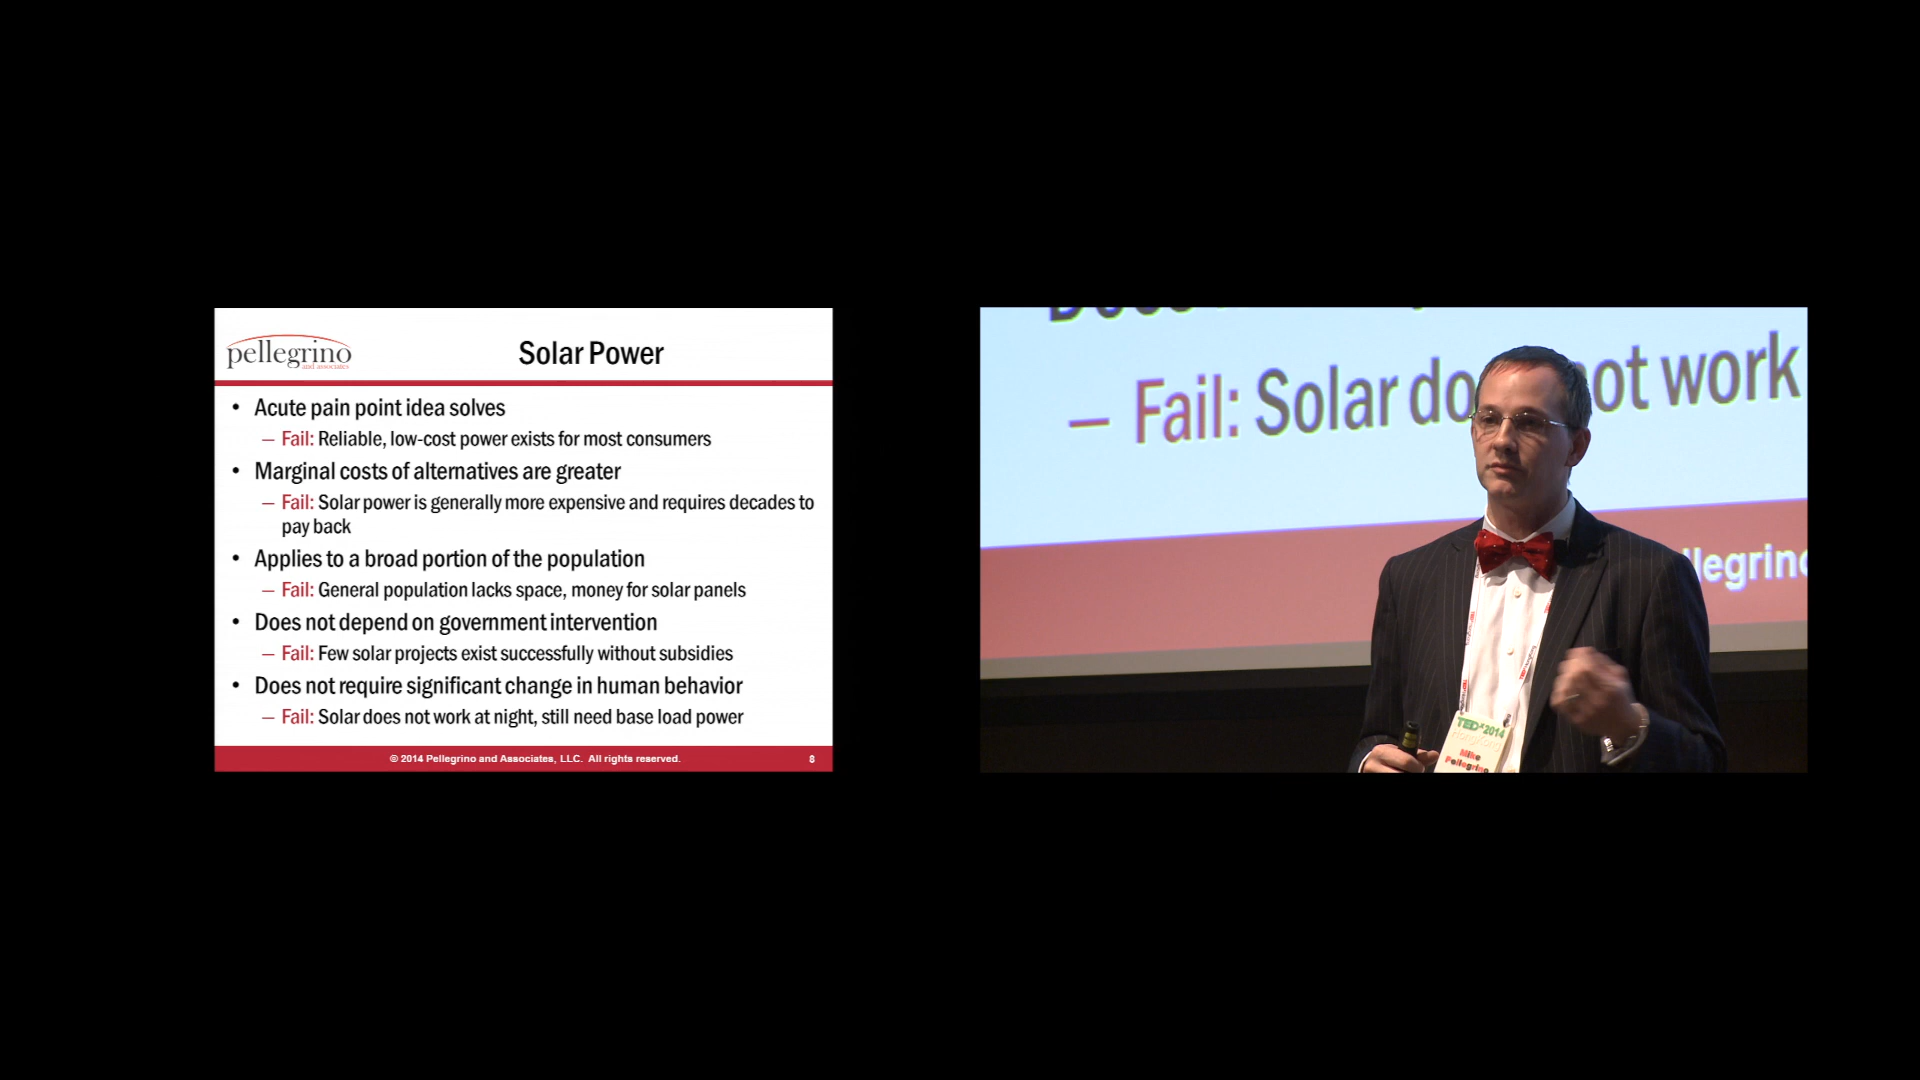 pellegrino
and associates
Solar Power
• Acute pain point idea solves
– Fail: Reliable, low-cost power exists for most consumers
• Marginal costs of alternatives are greater
– Fail: Solar power is generally more expensive and requires decades to
pay back
• Applies to a broad portion of the population
– Fail: General population lacks space, money for solar panels
• Does not depend on government intervention
– Fail: Few solar projects exist successfully without subsidies
• Does not require significant change in human behavior
– Fail: Solar does not work at night, still need base load power
© 2014 Pellegrino and Associates, LLC. All rights reserved.
8
– Fail: Solar do not work
llegrino
TEDx 2014
Mike
Pellegrino